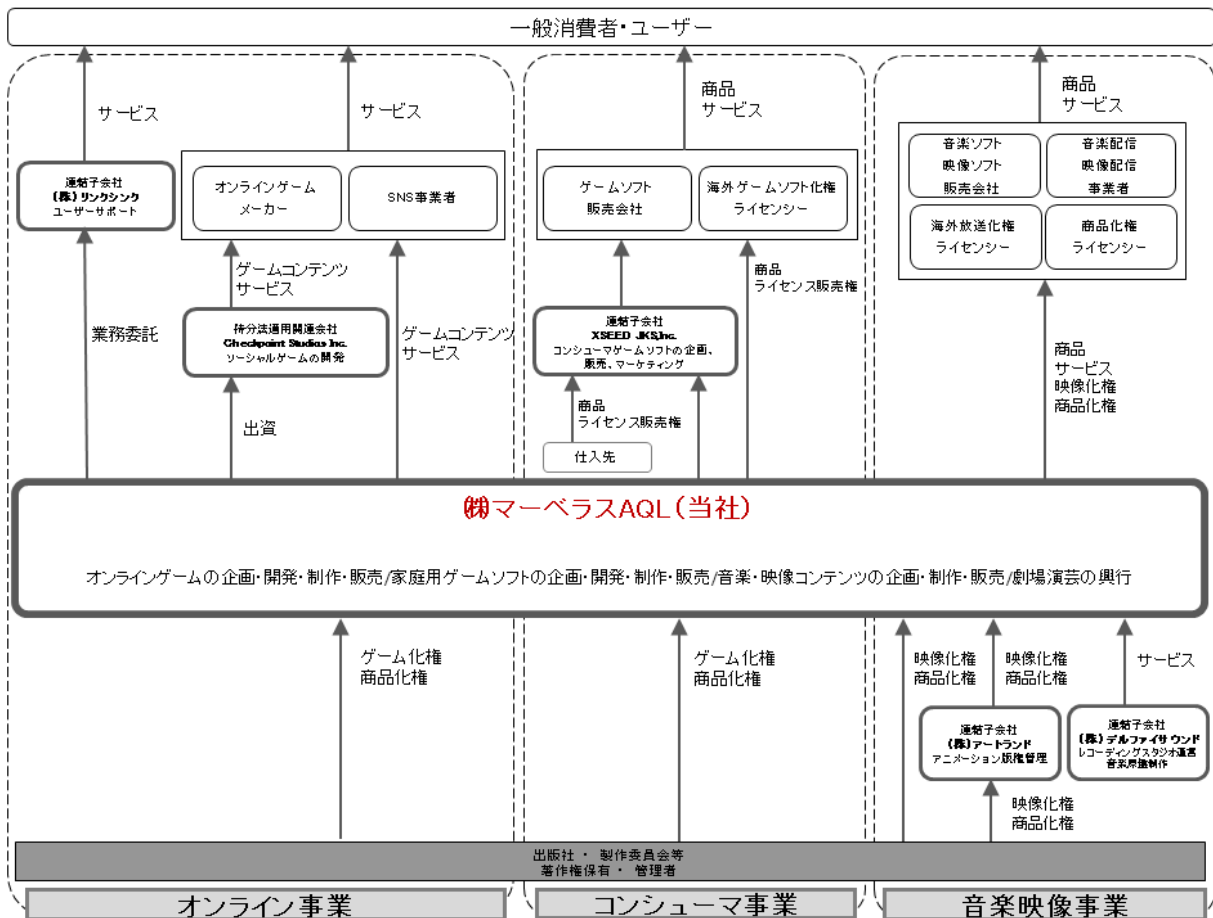 一般消費者・ユーザー
サービス
サービス
商品
サービス
商品
サービス
連結子会社
(株)リンクシンク
ユーザーサポート
オンラインゲーム
メーカー
SNS事業者
ゲームソフト
販売会社
海外ゲームソフト化権
ライセンシー
音楽ソフト
映像ソフト
販売会社
音楽配信
映像配信
事業者
海外放送化権
ライセンシー
商品化権
ライセンシー
業務委託
ゲームコンテンツ
サービス
持分法適用関連会社
Checkpoint Studios Inc.
ソーシャルゲームの開発
出資
ゲームコンテンツ
サービス
連結子会社
XSEED JKS,Inc.
コンシューマゲームソフトの企画、
販売、マーケティング
商品
ライセンス販売権
商品
ライセンス販売権
仕入先
商品
サービス
映像化権
商品化権
㈱マーベラスAQL(当社)
オンラインゲームの企画・開発・制作・販売/家庭用ゲームソフトの企画・開発・制作・販売/音楽・映像コンテンツの企画・制作・販売/劇場演芸の興行
ゲーム化権
商品化権
ゲーム化権
商品化権
映像化権
商品化権
映像化権
商品化権
サービス
連結子会社
(株)アートランド
アニメーション版権管理
連結子会社
(株)デルファイサウンド
レコーディングスタジオ運営
音楽原盤制作
映像化権
商品化権
出版社 ・ 製作委員会等
著作権保有・ 管理者
オンライン事業
コンシューマ事業
音楽映像事業